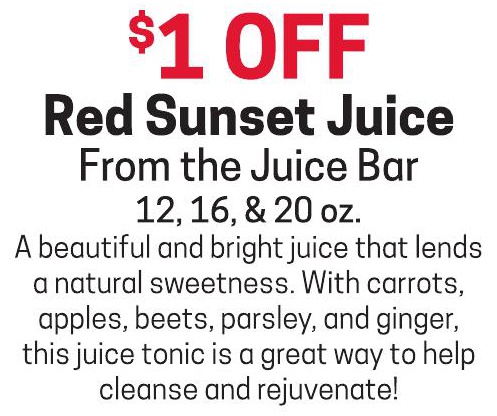 $1 OFF
Red Sunset Juice
From the Juice Bar
12, 16, & 20 oz.
A beautiful and bright juice that lends
a natural sweetness. With carrots,
apples, beets, parsley, and ginger,
this juice tonic is a great way to help
cleanse and rejuvenate!